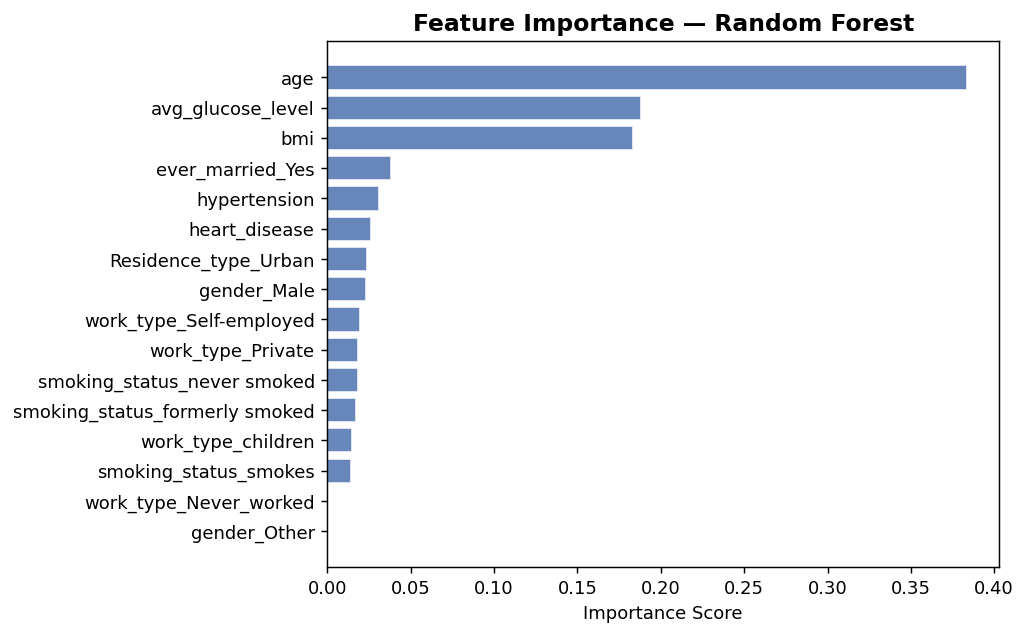 Feature Importance — Random Forest
age
avg_glucose_level
bmi
ever_married_Yes
hypertension
heart_disease
Residence_type_Urban
gender_Male
work_type_Self-employed
work_type_Private
smoking_status_never smoked
smoking_status_formerly smoked
work_type_children
smoking_status_smokes
work_type_Never_worked
gender_Other
0.00 0.05 0.10 0.15 0.20 0.25 0.30 0.35 0.40
Importance Score